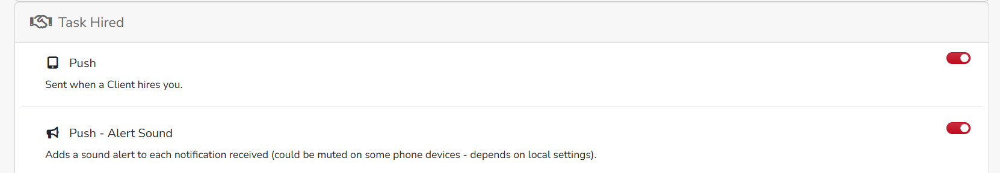 Task Hired
Push
Sent when a Client hires you.
Push - Alert Sound
Adds a sound alert to each notification received (could be muted on some phone devices - depends on local settings).